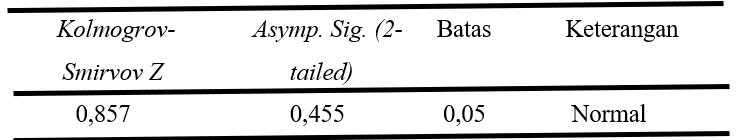 Kolmogrov- Asymp. Sig. (2- Batas Keterangan
Smirvov Z tailed)
0,857 0,455 0,05 Normal